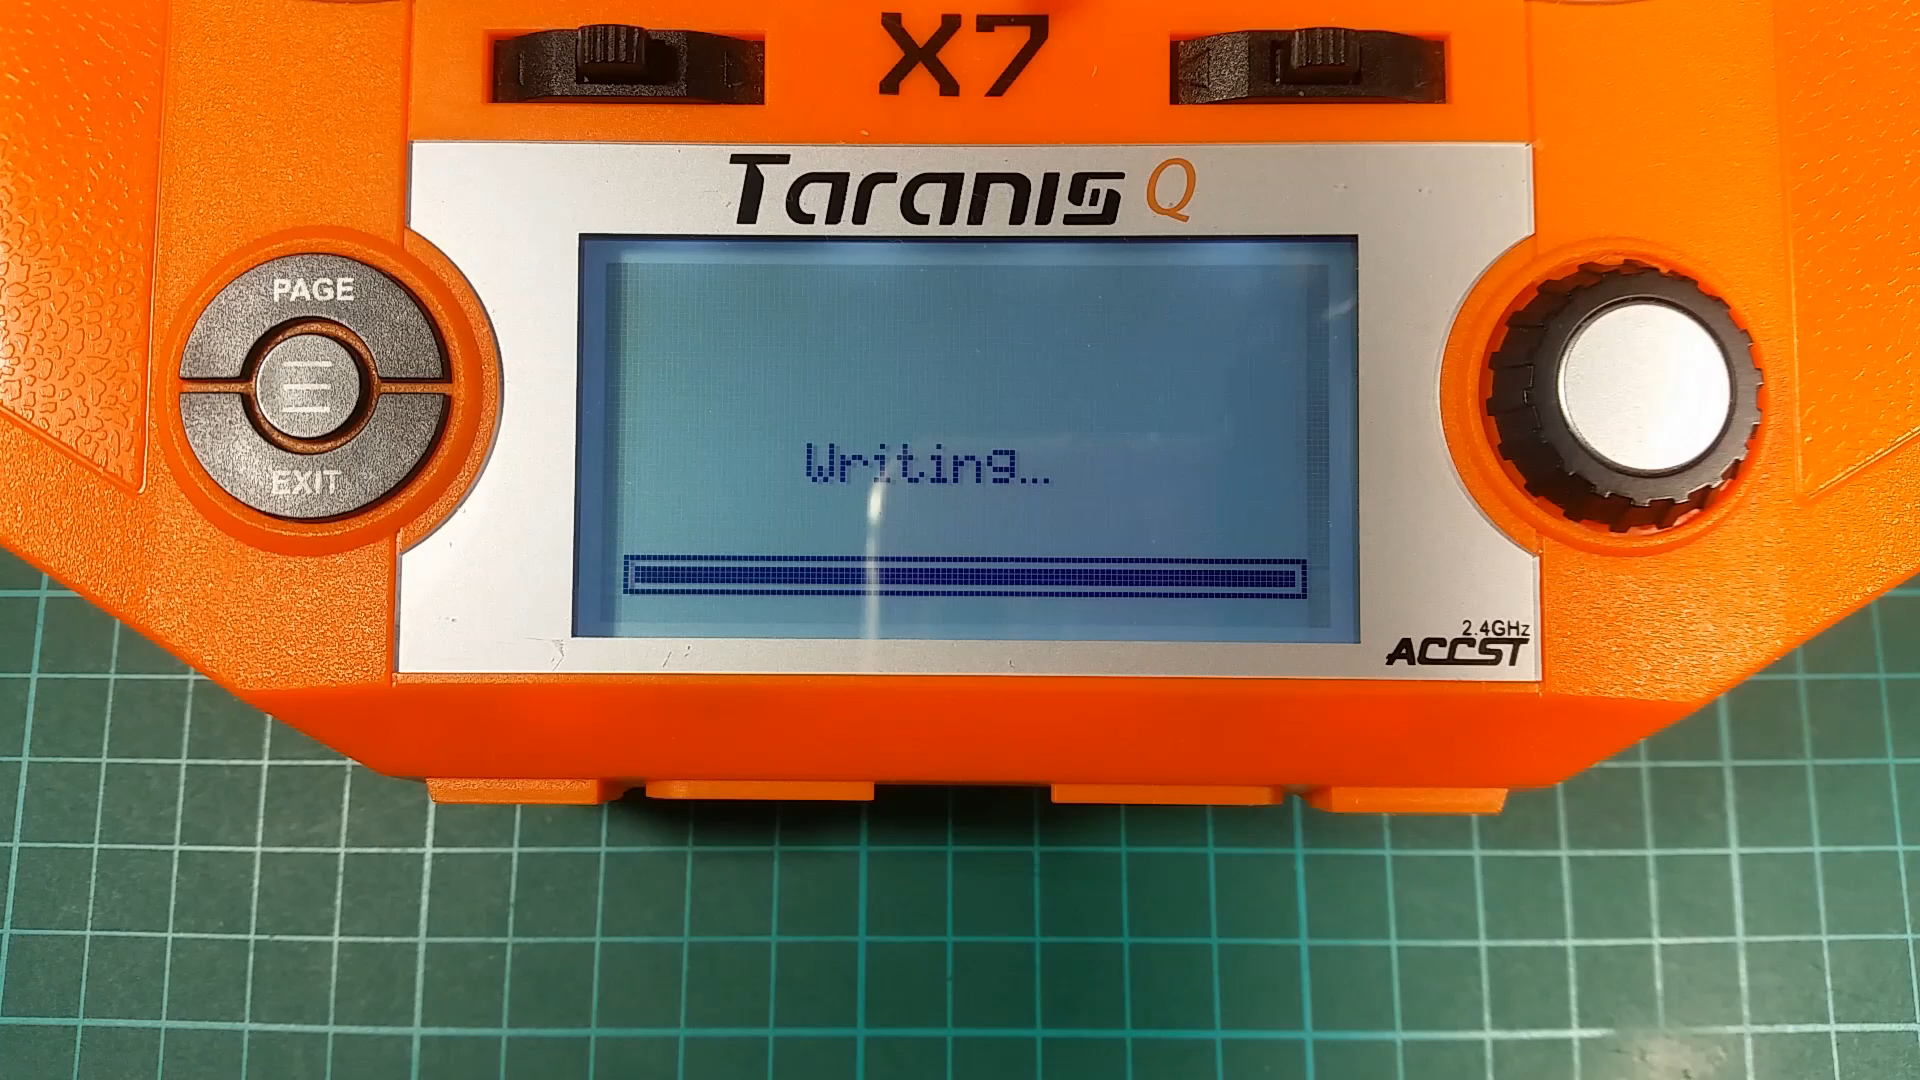 X7
Taranis Q
PAGE
EXIT
Writing...
2.4GHz
ACCST